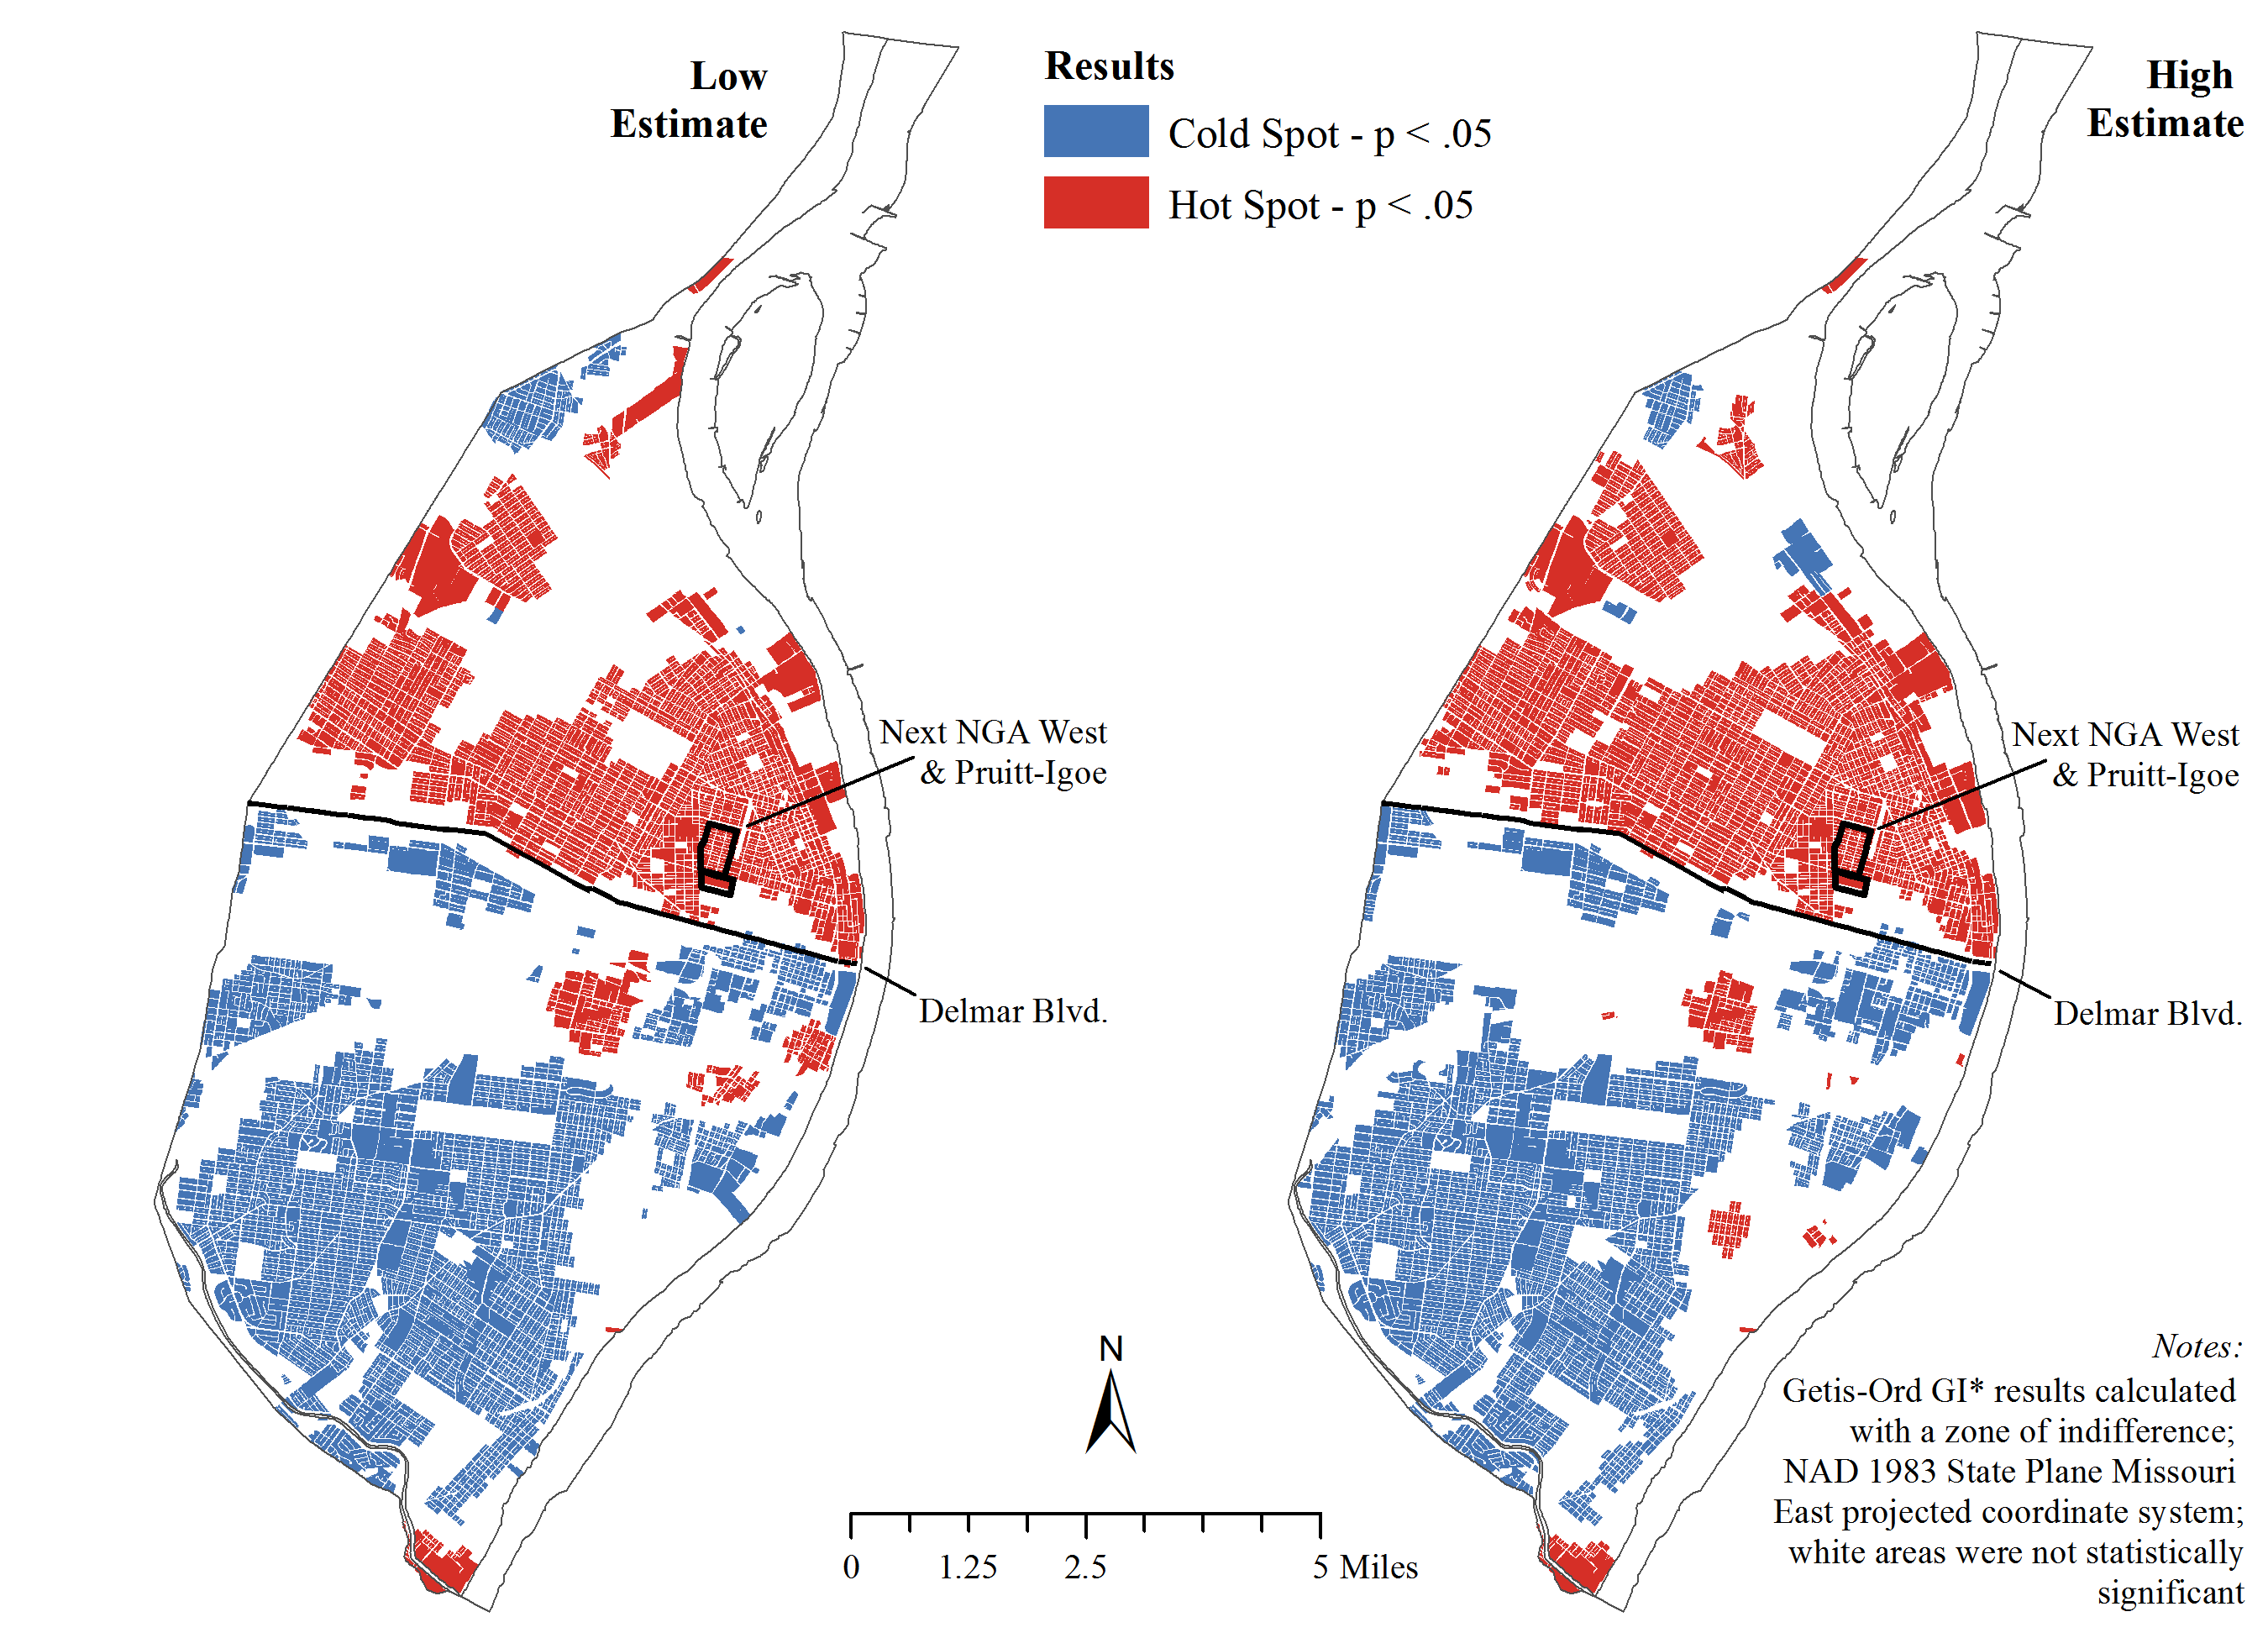 Low
Estimate
Results
Cold Spot - p < .05
Hot Spot - p < .05
High
Estimate
Next NGA West
& Pruitt-Igoe
Delmar Blvd.
Next NGA West
& Pruitt-Igoe
Delmar Blvd.
N
0 1.25 2.5 5 Miles
Notes:
Getis-Ord GI* results calculated
with a zone of indifference;
NAD 1983 State Plane Missouri
East projected coordinate system;
white areas were not statistically
significant